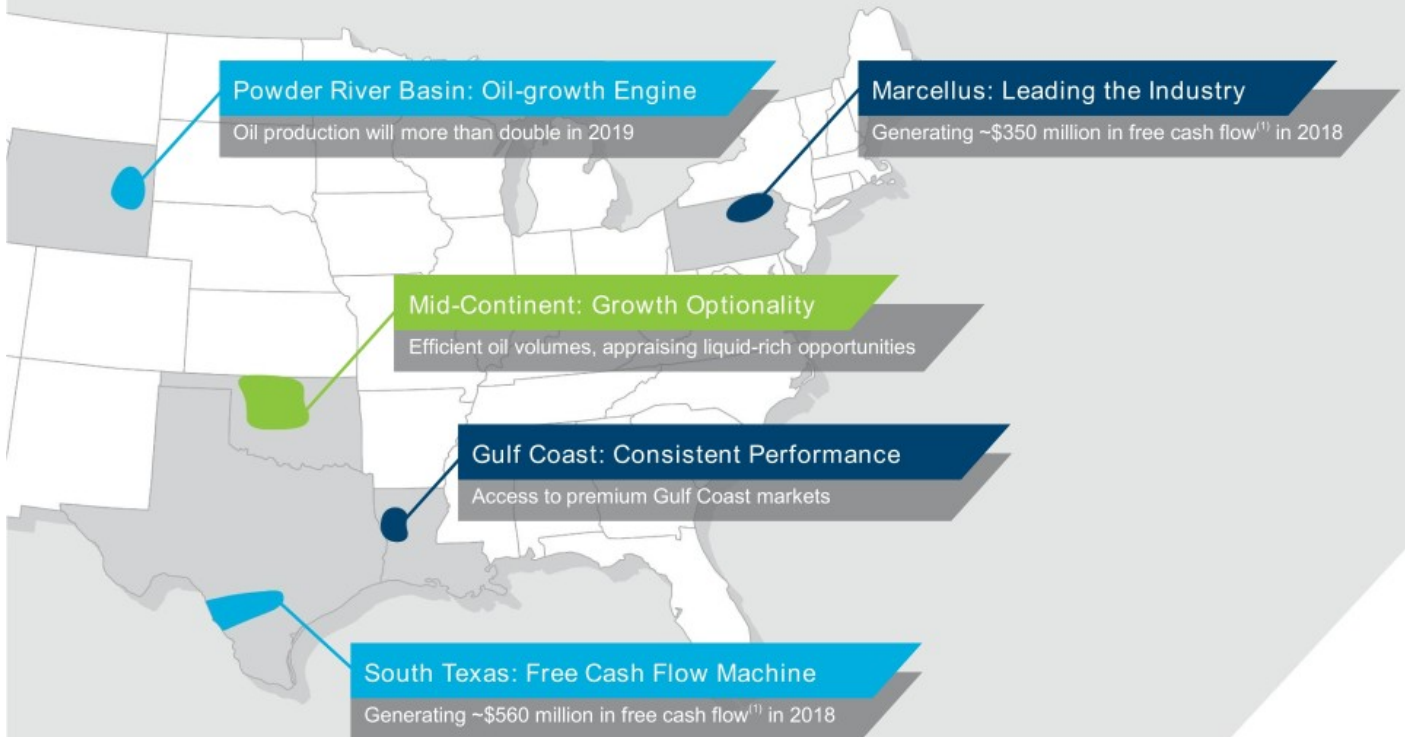 Powder River Basin: Oil-growth Engine
Oil production will more than double in 2019
Marcellus: Leading the Industry
Generating ~$350 million in free cash flow⁽¹⁾ in 2018
Mid-Continent: Growth Optionality
Efficient oil volumes, appraising liquid-rich opportunities
Gulf Coast: Consistent Performance
Access to premium Gulf Coast markets
South Texas: Free Cash Flow Machine
Generating ~$560 million in free cash flow⁽¹⁾ in 2018